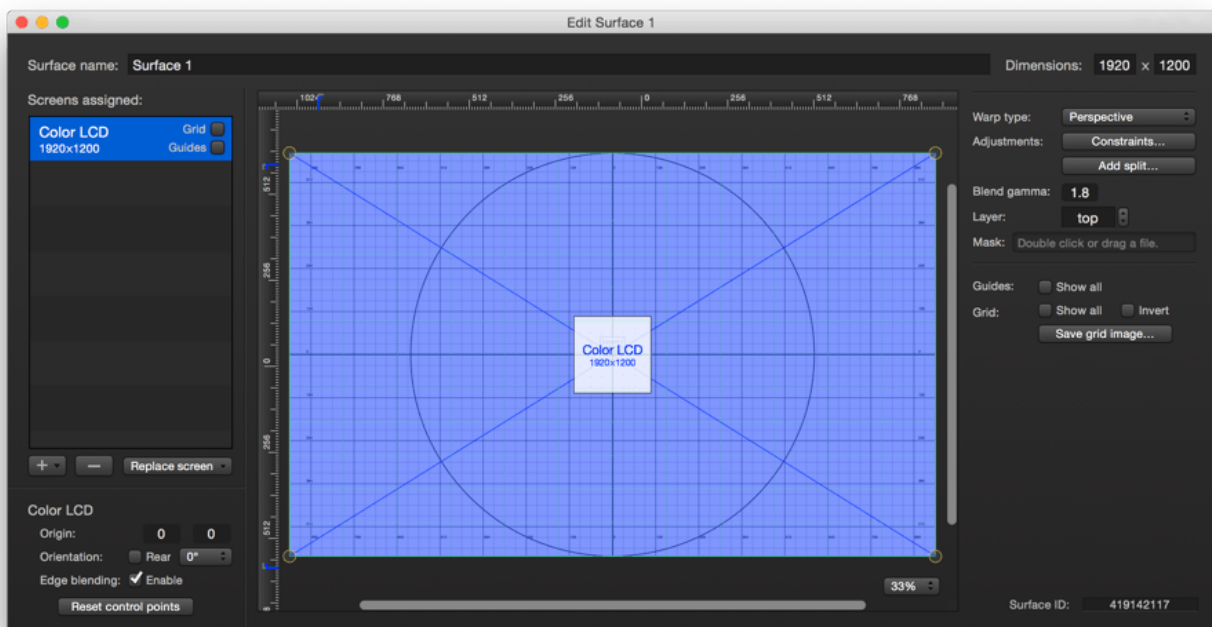 Edit Surface 1
Surface name: Surface 1
Dimensions: 1920 x 1200
Screens assigned:
Color LCD
1920x1200
Grid
Guides
+
−
Replace screen
Color LCD
Origin: 0 0
Orientation: Rear 0°
Edge blending: Enable
Reset control points
1024 768 512 256 0 256 512 768
512
256
0
256
512
Color LCD
1920x1200
33%
Warp type: Perspective
Adjustments: Constraints...
Add split...
Blend gamma: 1.8
Layer: top
Mask: Double click or drag a file.
Guides: Show all
Grid: Show all Invert
Save grid image...
Surface ID: 419142117